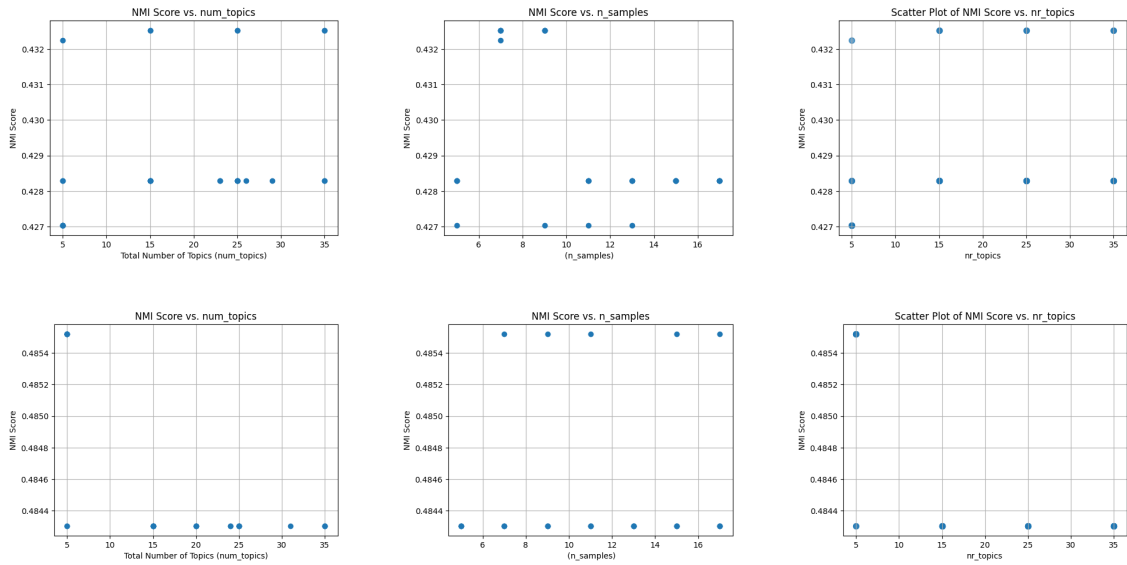 NMI Score vs. num_topics
NMI Score
0.432
0.431
0.430
0.429
0.428
0.427
5 10 15 20 25 30 35
Total Number of Topics (num_topics)
NMI Score vs. n_samples
NMI Score
0.432
0.431
0.430
0.429
0.428
0.427
6 8 10 12 14 16
(n_samples)
Scatter Plot of NMI Score vs. nr_topics
NMI Score
0.432
0.431
0.430
0.429
0.428
0.427
5 10 15 20 25 30 35
nr_topics
NMI Score vs. num_topics
NMI Score
0.4854
0.4852
0.4850
0.4848
0.4846
0.4844
5 10 15 20 25 30 35
Total Number of Topics (num_topics)
NMI Score vs. n_samples
NMI Score
0.4854
0.4852
0.4850
0.4848
0.4846
0.4844
6 8 10 12 14 16
(n_samples)
Scatter Plot of NMI Score vs. nr_topics
NMI Score
0.4854
0.4852
0.4850
0.4848
0.4846
0.4844
5 10 15 20 25 30 35
nr_topics